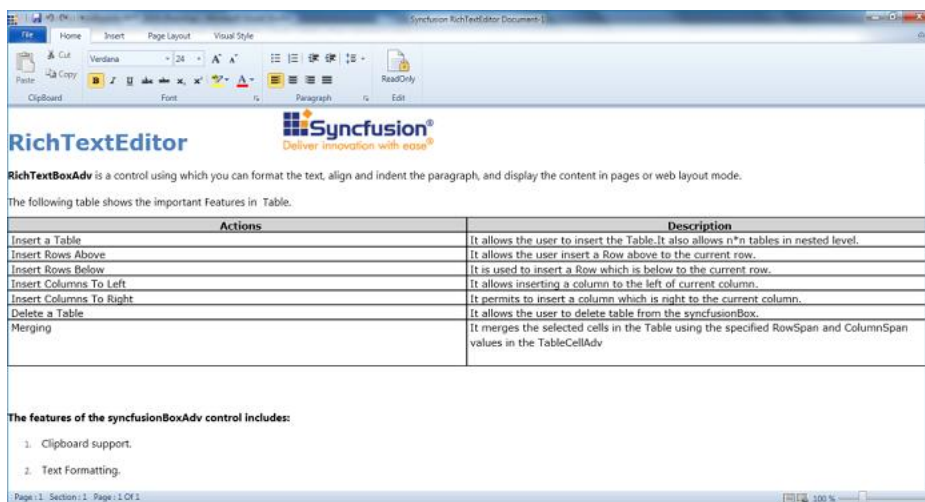 Syncfusion RichTextEditor Document-1
File Home Insert Page Layout Visual Style
Cut
Verdana 24
Copy
Paste
ReadOnly
ClipBoard Font Paragraph Edit
RichTextEditor
Syncfusion®
Deliver innovation with ease®
RichTextBoxAdv is a control using which you can format the text, align and indent the paragraph, and display the content in pages or web layout mode.
The following table shows the important Features in Table.
Actions Description
Insert a Table It allows the user to insert the Table.It also allows n*n tables in nested level.
Insert Rows Above It allows the user insert a Row above to the current row.
Insert Rows Below It is used to insert a Row which is below to the current row.
Insert Columns To Left It allows inserting a column to the left of current column.
Insert Columns To Right It permits to insert a column which is right to the current column.
Delete a Table It allows the user to delete table from the syncfusionBox.
Merging It merges the selected cells in the Table using the specified RowSpan and ColumnSpan
values in the TableCellAdv
The features of the syncfusionBoxAdv control includes:
1. Clipboard support.
2. Text Formatting.
Page : 1 Section : 1 Page : 1 Of 1 100 %